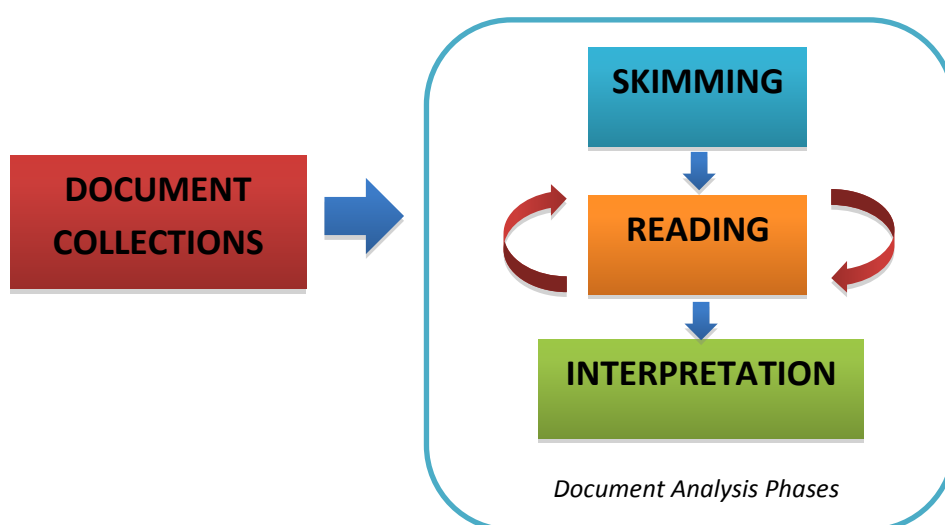 DOCUMENT
COLLECTIONS
SKIMMING
READING
INTERPRETATION
Document Analysis Phases